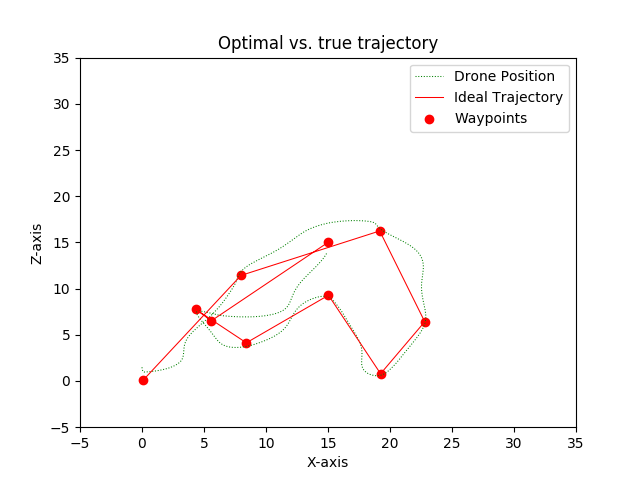 Optimal vs. true trajectory
Drone Position
Ideal Trajectory
Waypoints
Z-axis
35
30
25
20
15
10
5
0
−5
−5 0 5 10 15 20 25 30 35
X-axis